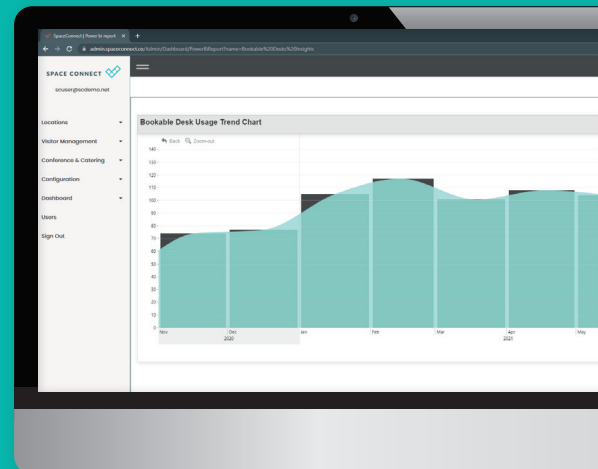 SpaceConnect | Power bi report
admin.spaceconnect.co/Admin/Dashboard/PowerBiReport?name=Bookable%20Desk%20Insights
SPACE CONNECT
scuser@scdemo.net
Locations
Visitor Management
Conference & Catering
Configuration
Dashboard
Users
Sign Out
Bookable Desk Usage Trend Chart
Back Zoom-out
140
130
120
110
100
90
80
70
60
50
40
30
20
10
0
Nov Dec Jan Feb Mar Apr May
2020 2021